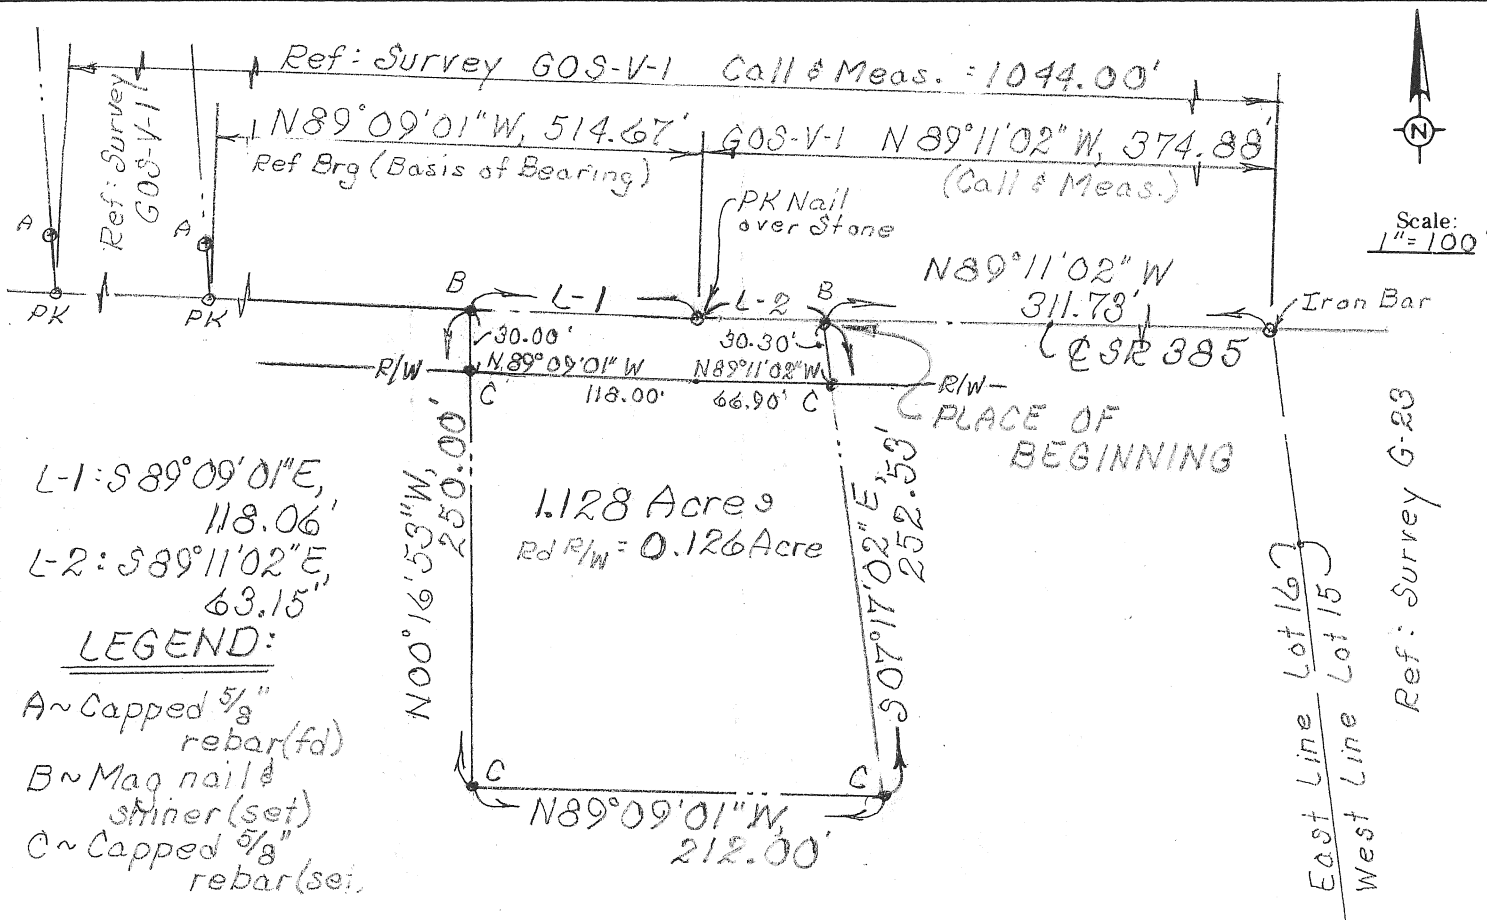 Ref: Survey GOS-V-1 Call & Meas. = 1044.00'
Ref: Survey
GOS-V-1
N89°09'01"W, 514.67'
Ref Brg (Basis of Bearing)
GOS-V-1 N89°11'02"W, 374.88'
(Call & Meas.)
N
Scale:
1"=100'
A
A
PK Nail
over Stone
PK
PK
B
L-1
L-2
B
N89°11'02"W
311.73'
Iron Bar
30.00'
30.30'
℄ SR 385
R/W
N89°09'01"W
118.00'
N89°11'02"W
66.90'
R/W
C
C
PLACE OF
BEGINNING
L-1: S89°09'01"E,
118.06'
L-2: S89°11'02"E,
63.15"
N00°16'53"W,
250.00'
1.128 Acres
Rd R/W = 0.126 Acre
S07°17'02"E,
252.53'
Ref: Survey G-23
East Line Lot 16
West Line Lot 15
LEGEND:
A~Capped 5/8"
rebar(fd)
B~Mag nail &
shiner(set)
C~Capped 5/8"
rebar(set
C
C
N89°09'01"W,
212.00'